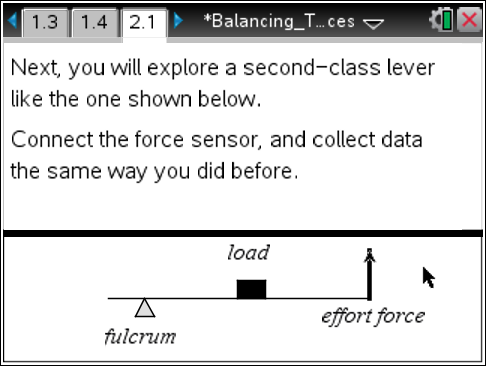 1.3 1.4 2.1 *Balancing_T...ces
Next, you will explore a second-class lever
like the one shown below.
Connect the force sensor, and collect data
the same way you did before.
load
effort force
fulcrum